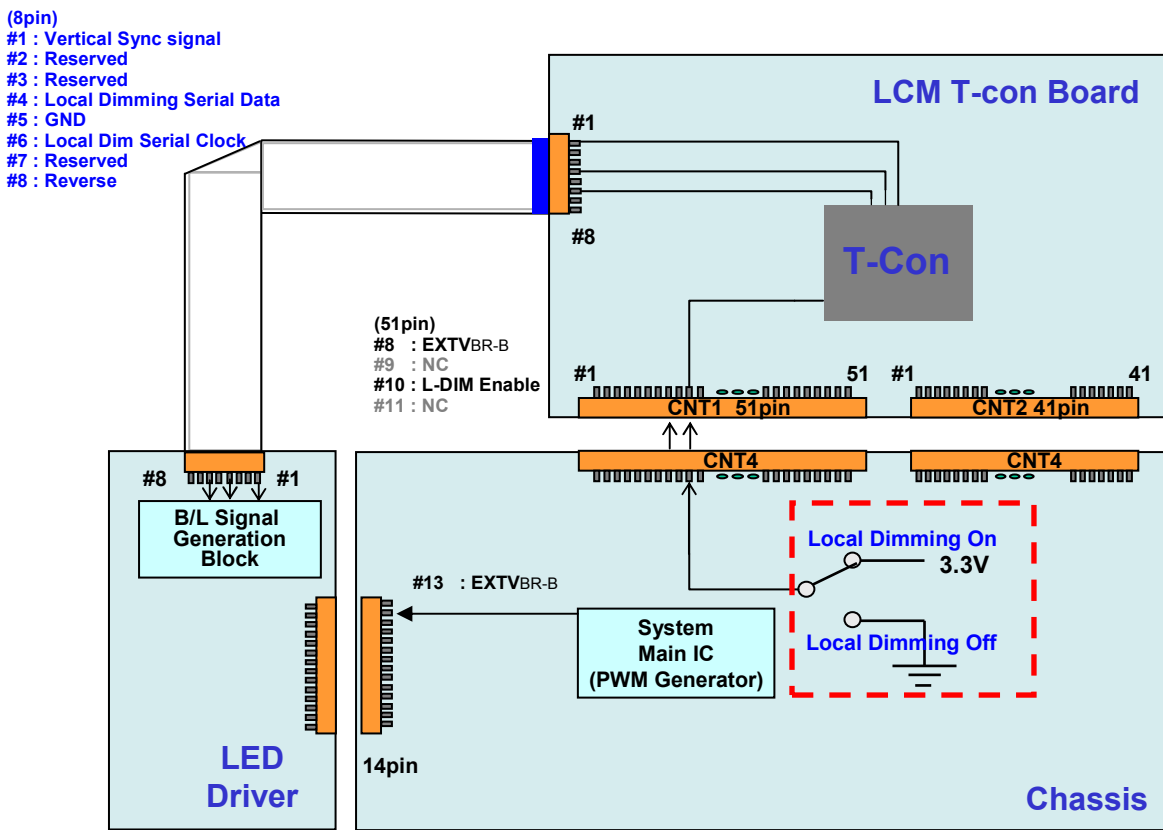 (8pin)
#1 : Vertical Sync signal
#2 : Reserved
#3 : Reserved
#4 : Local Dimming Serial Data
#5 : GND
#6 : Local Dim Serial Clock
#7 : Reserved
#8 : Reverse
LCM T-con Board
#1
#8
T-Con
(51pin)
#8 : EXTVBR-B
#9 : NC
#10 : L-DIM Enable
#11 : NC
#1
51
#1
41
CNT1 51pin
CNT2 41pin
CNT4
CNT4
#8
#1
B/L Signal
Generation
Block
Local Dimming On
3.3V
Local Dimming Off
#13 : EXTVBR-B
System
Main IC
(PWM Generator)
14pin
LED
Driver
Chassis